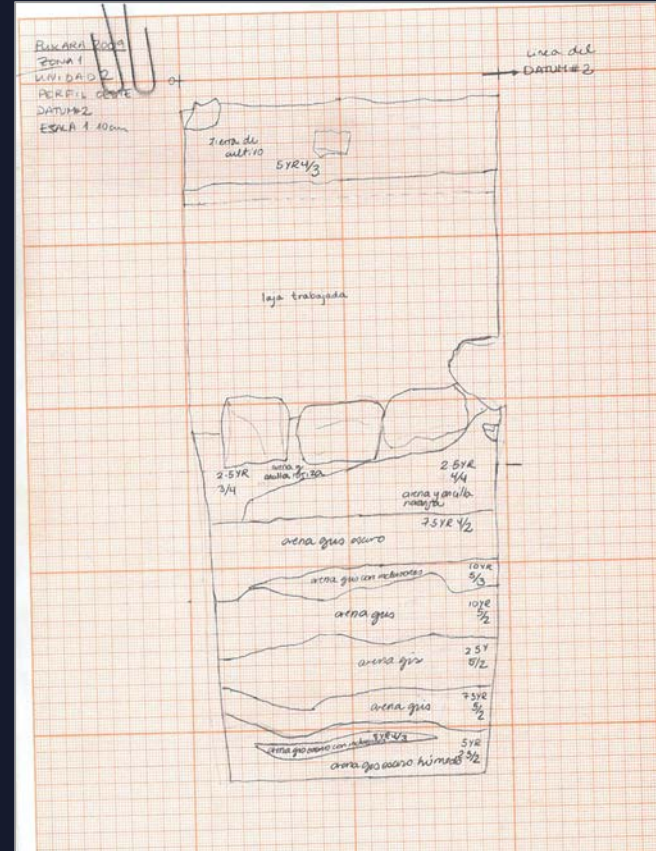 PUKARA 2009
ZONA 1
UNIDAD 2
PERFIL OESTE
DATUM#2
ESCALA 1:10cm
Línea del
DATUM#2
tierra de
cultivo
5YR4/3
laja trabajada
2.5YR
3/4
arena y
arcilla rojiza
2.5YR
4/4
arena y arcilla
naranja
7.5YR 4/2
arena gris oscuro
arena gris con inclusiones
10YR
5/3
arena gris
10YR
5/2
arena gris
2.5Y
arena gris
7.5YR
5/2
arena gris oscuro con
5YR
2.5/2
arena gris oscuro húmeda